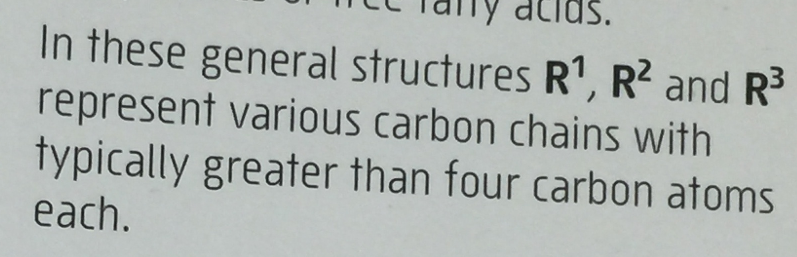 acids.
In these general structures R¹, R² and R³
represent various carbon chains with
typically greater than four carbon atoms
each.